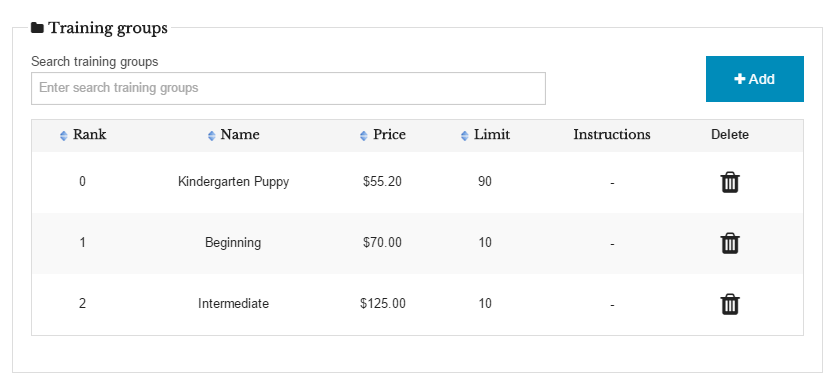 Training groups
Search training groups
Enter search training groups
+ Add
Rank Name Price Limit Instructions Delete
0 Kindergarten Puppy $55.20 90 -
1 Beginning $70.00 10 -
2 Intermediate $125.00 10 -